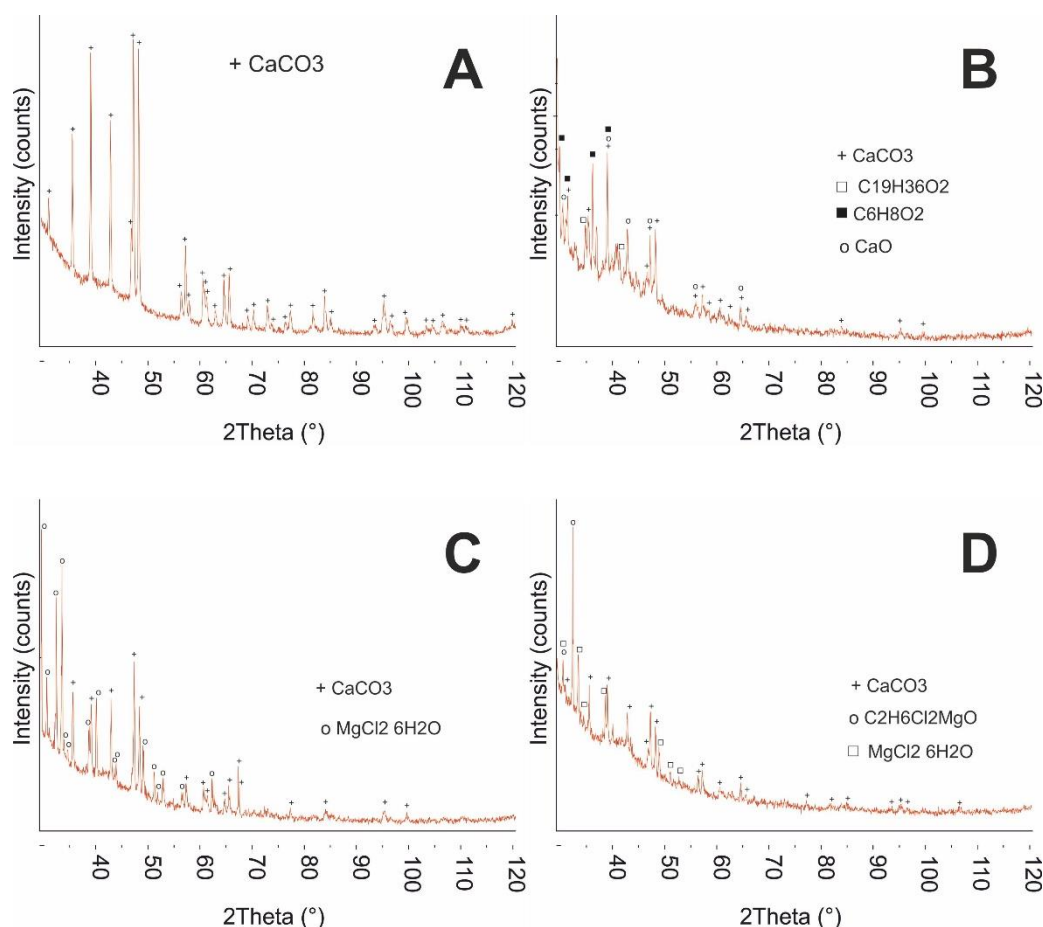 A
+ CaCO3
Intensity (counts)
40 50 60 70 80 90 100 110 120
2Theta (°)
B
+ CaCO3
□ C19H36O2
■ C6H8O2
o CaO
Intensity (counts)
40 50 60 70 80 90 100 110 120
2Theta (°)
C
+ CaCO3
o MgCl2 6H2O
Intensity (counts)
40 50 60 70 80 90 100 110 120
2Theta (°)
D
+ CaCO3
o C2H6Cl2MgO
□ MgCl2 6H2O
Intensity (counts)
40 50 60 70 80 90 100 110 120
2Theta (°)